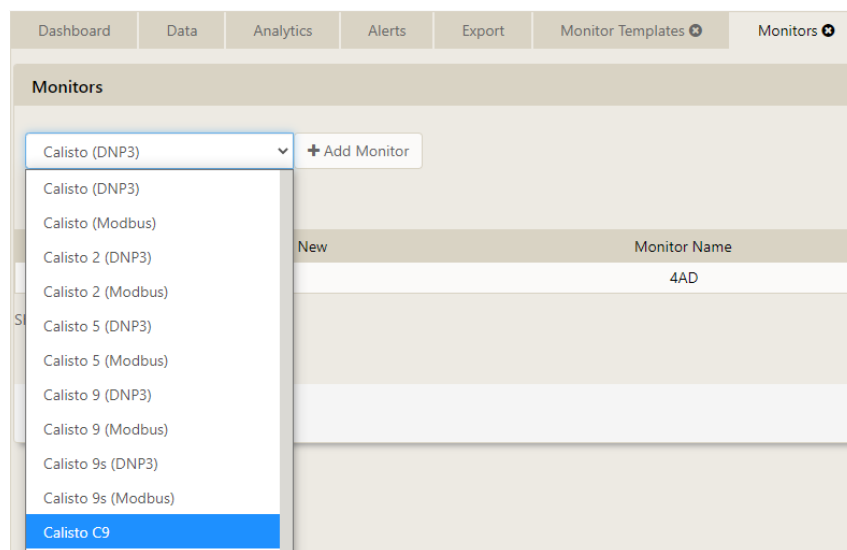 Dashboard Data Analytics Alerts Export Monitor Templates Monitors
Monitors
Calisto (DNP3) Add Monitor
Calisto (DNP3)
Calisto (Modbus)
New Monitor Name
Calisto 2 (DNP3)
4AD
Calisto 2 (Modbus)
Calisto 5 (DNP3)
Calisto 5 (Modbus)
Calisto 9 (DNP3)
Calisto 9 (Modbus)
Calisto 9s (DNP3)
Calisto 9s (Modbus)
Calisto C9